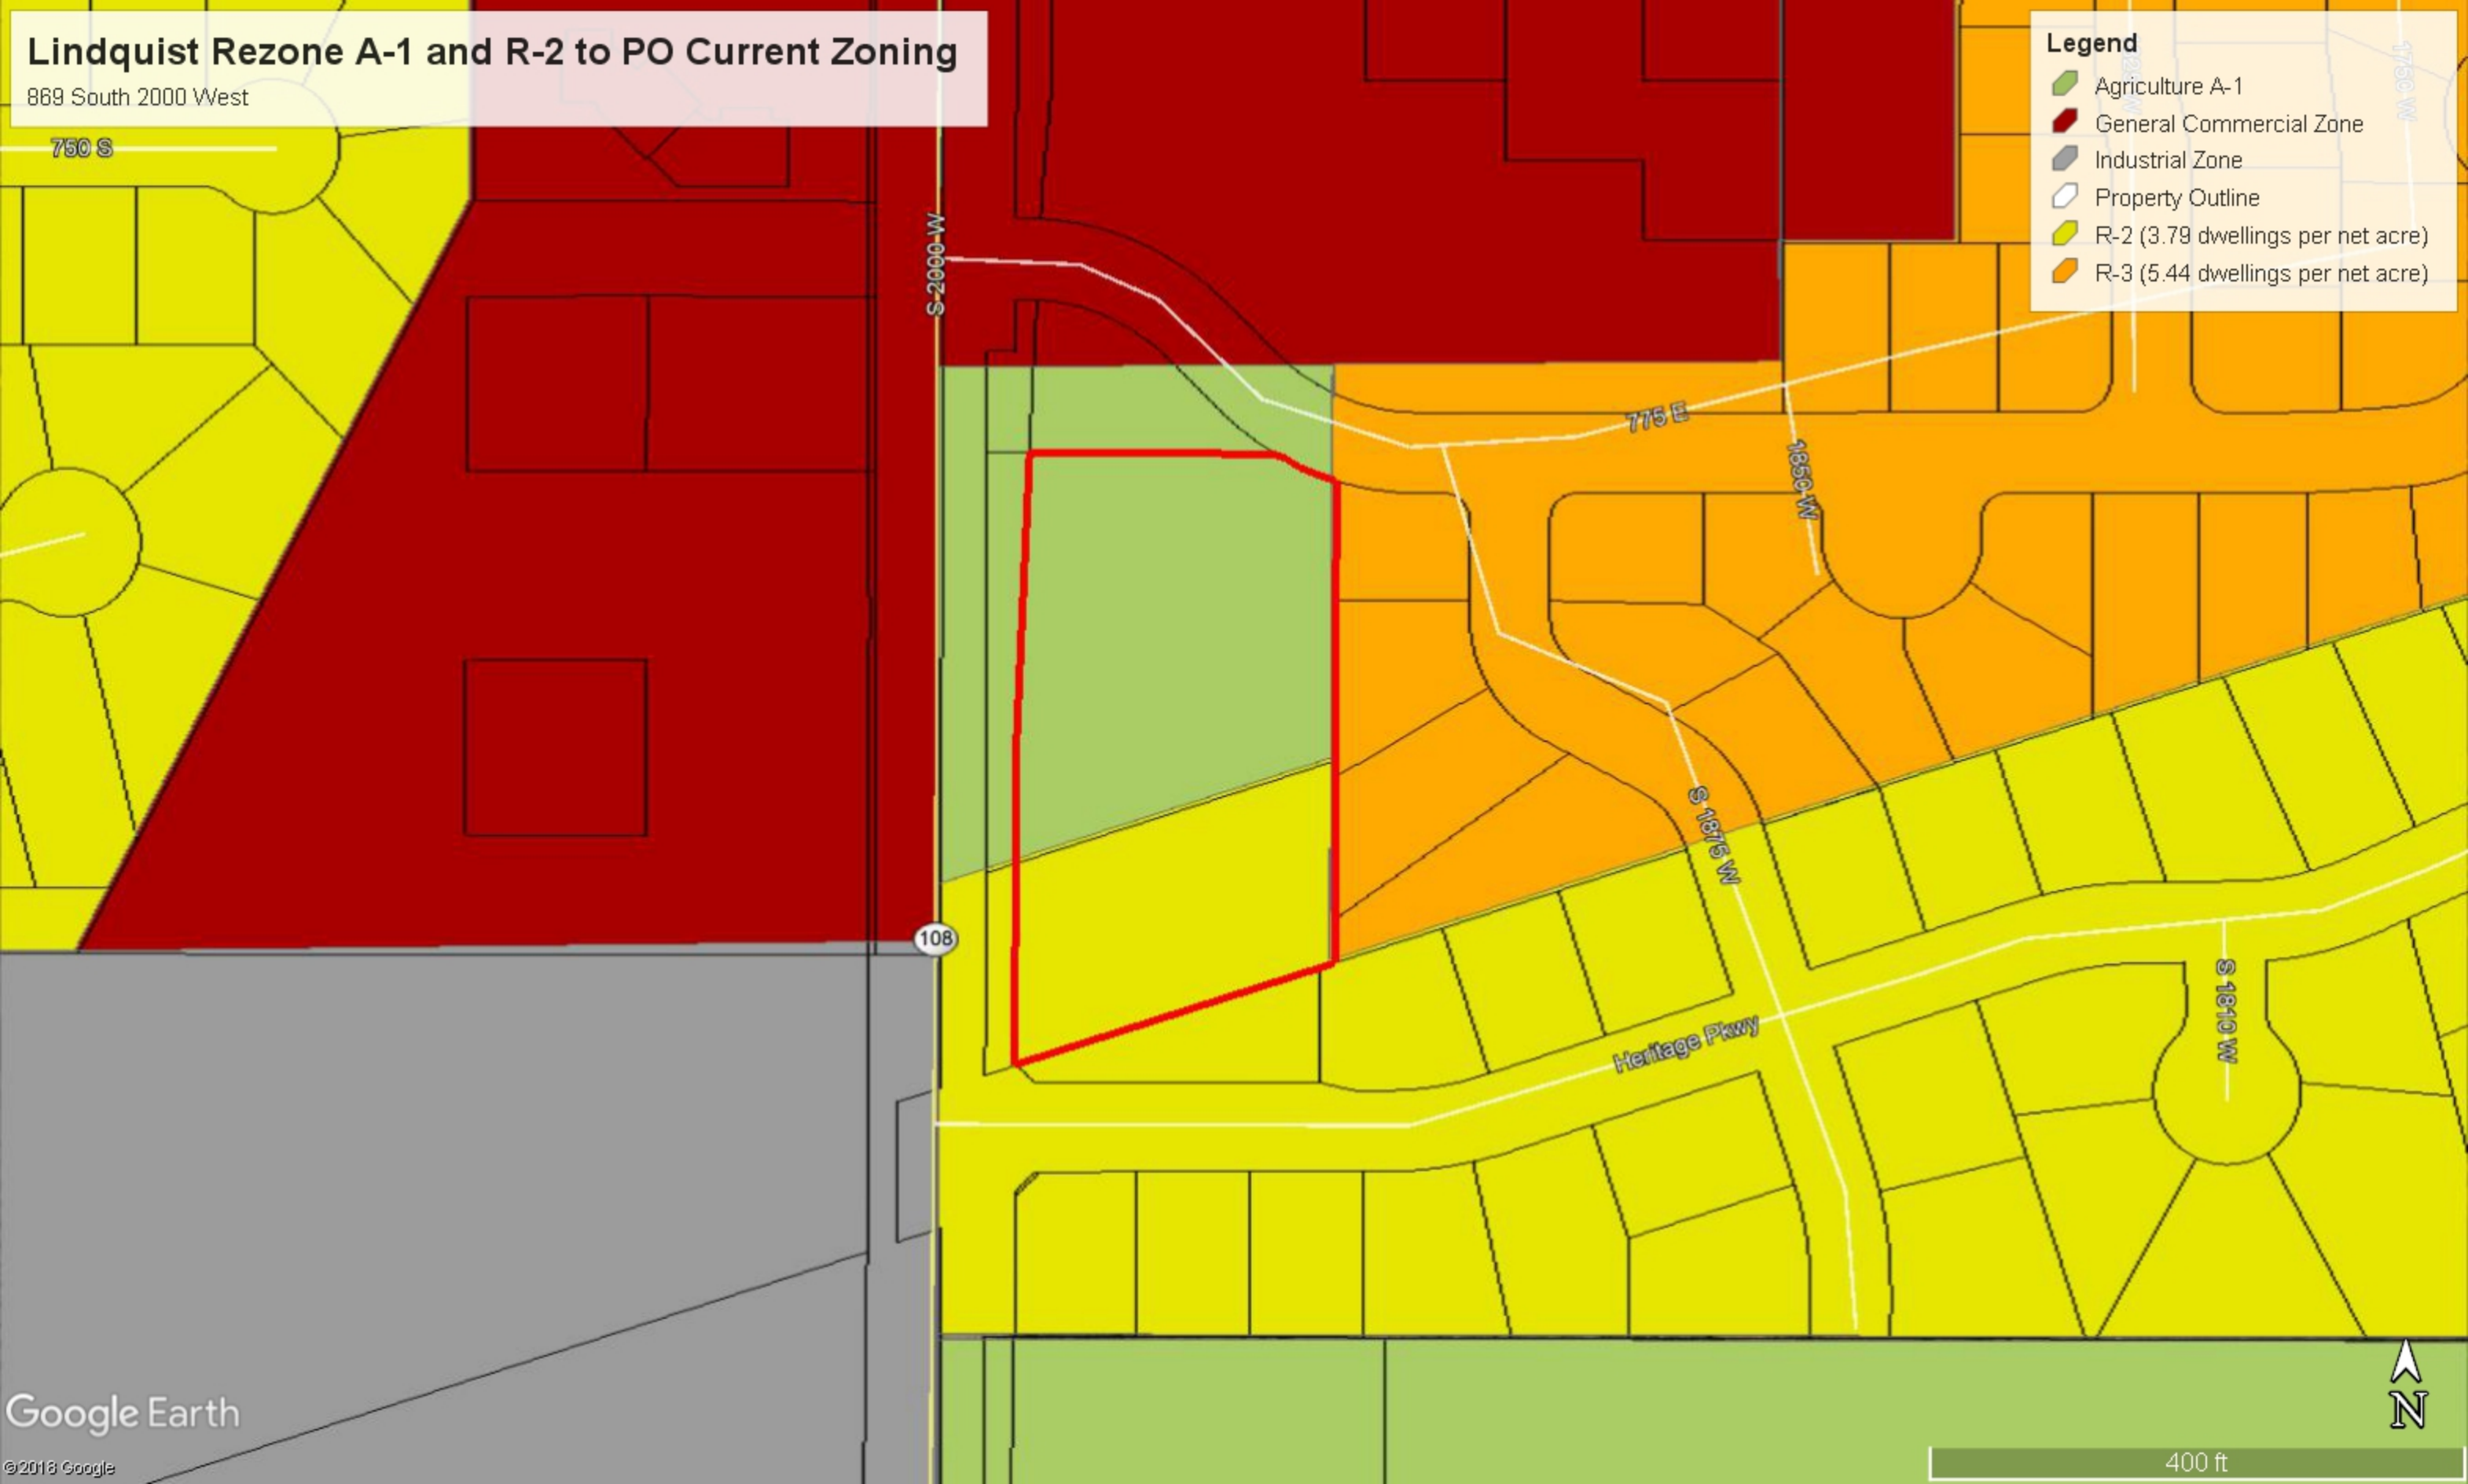 Lindquist Rezone A-1 and R-2 to PO Current Zoning
869 South 2000 West
Legend
Agriculture A-1
General Commercial Zone
Industrial Zone
Property Outline
R-2 (3.79 dwellings per net acre)
R-3 (5.44 dwellings per net acre)
750 S
S 2000 W
775 E
1850 W
S 1875 W
108
Heritage Pkwy
S 1810 W
N
400 ft
Google Earth
©2018 Google